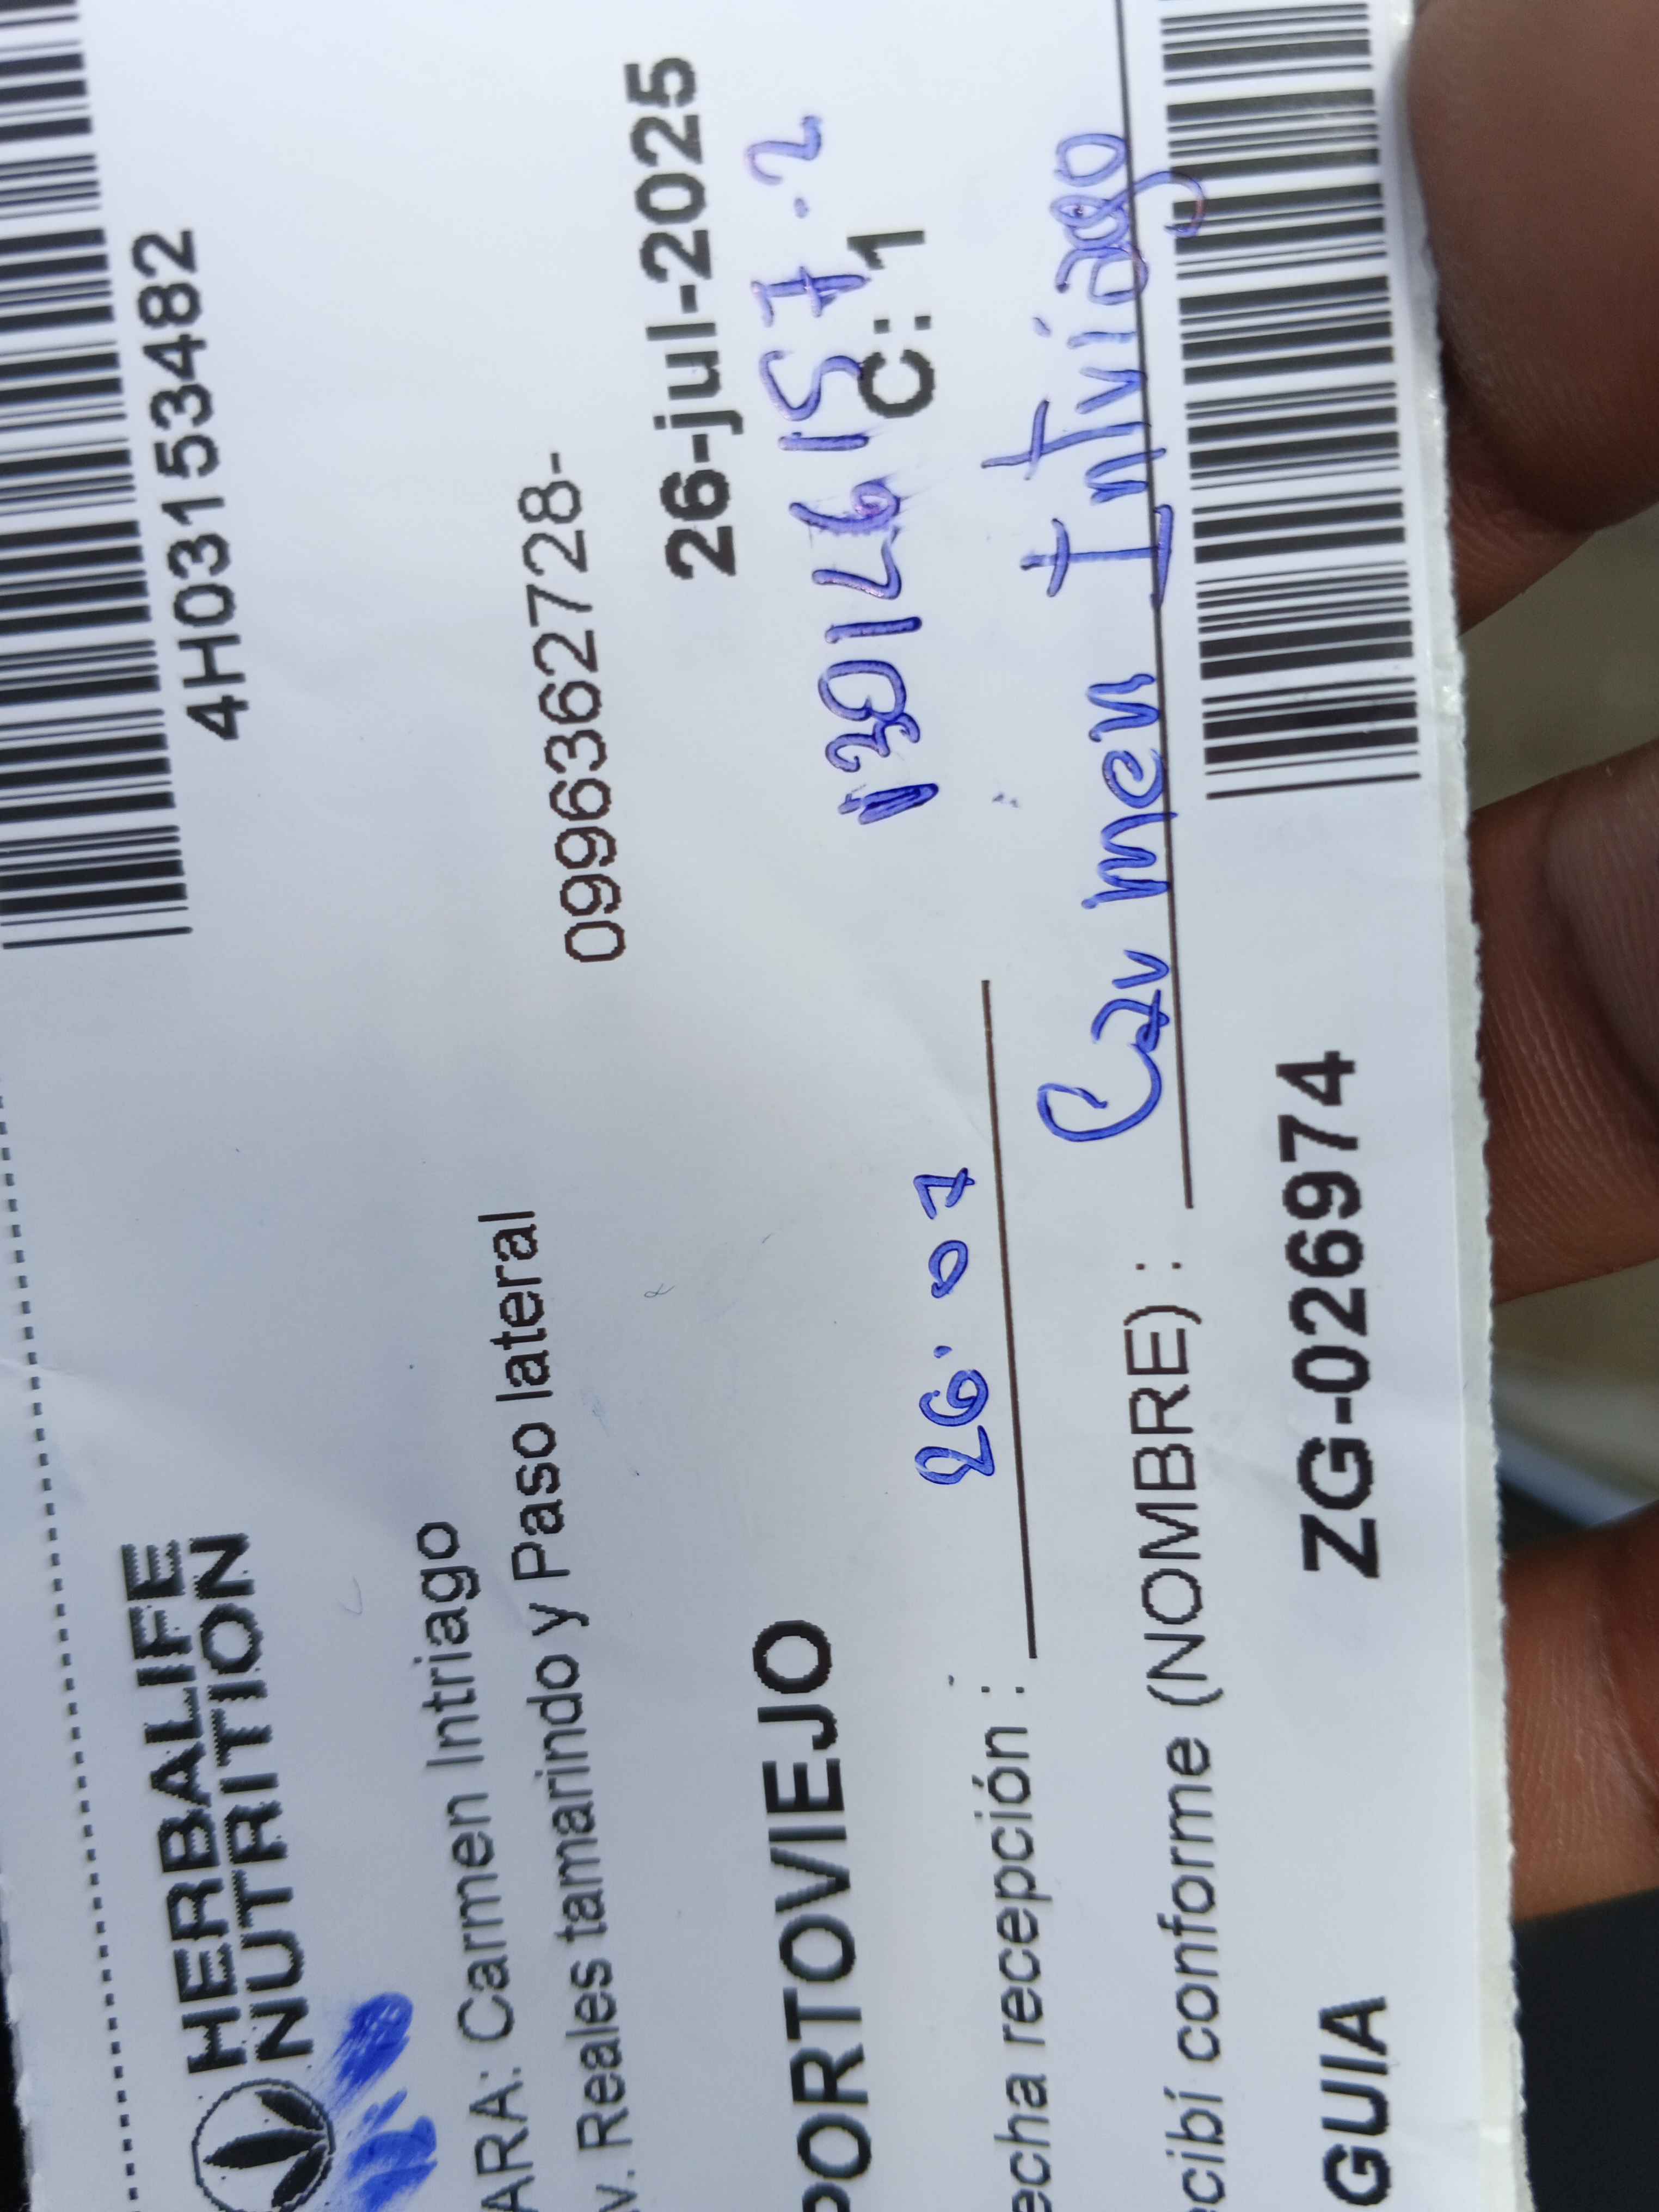 HERBALIFE
NUTRITION
4H03153482
ARA: Carmen Intriago
v. Reales tamarindo y Paso lateral
0996362728-
PORTOVIEJO
26-jul-2025
C: 1
echa recepción : 26.07
ecibí conforme (NOMBRE) : Carmen Intriago
GUIA
ZG-026974